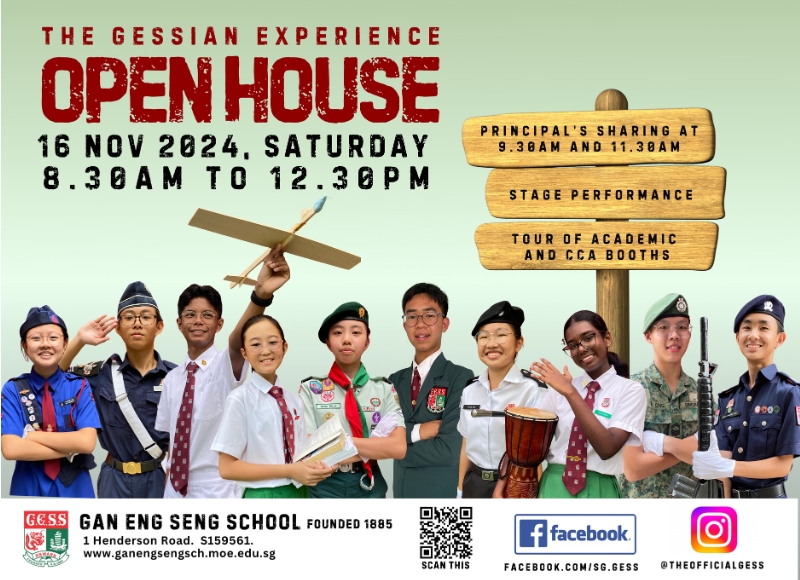 THE GESSIAN EXPERIENCE
OPEN HOUSE
16 NOV 2024, SATURDAY
8.30AM TO 12.30PM
PRINCIPAL'S SHARING AT
9.30AM AND 11.30AM
STAGE PERFORMANCE
TOUR OF ACADEMIC
AND CCA BOOTHS
GESS
ONWARD
GAN ENG SENG SCHOOL FOUNDED 1885
1 Henderson Road. S159561.
www.ganengsengsch.moe.edu.sg
SCAN THIS
facebook
FACEBOOK.COM/SG.GESS
@THEOFFICIALGESS